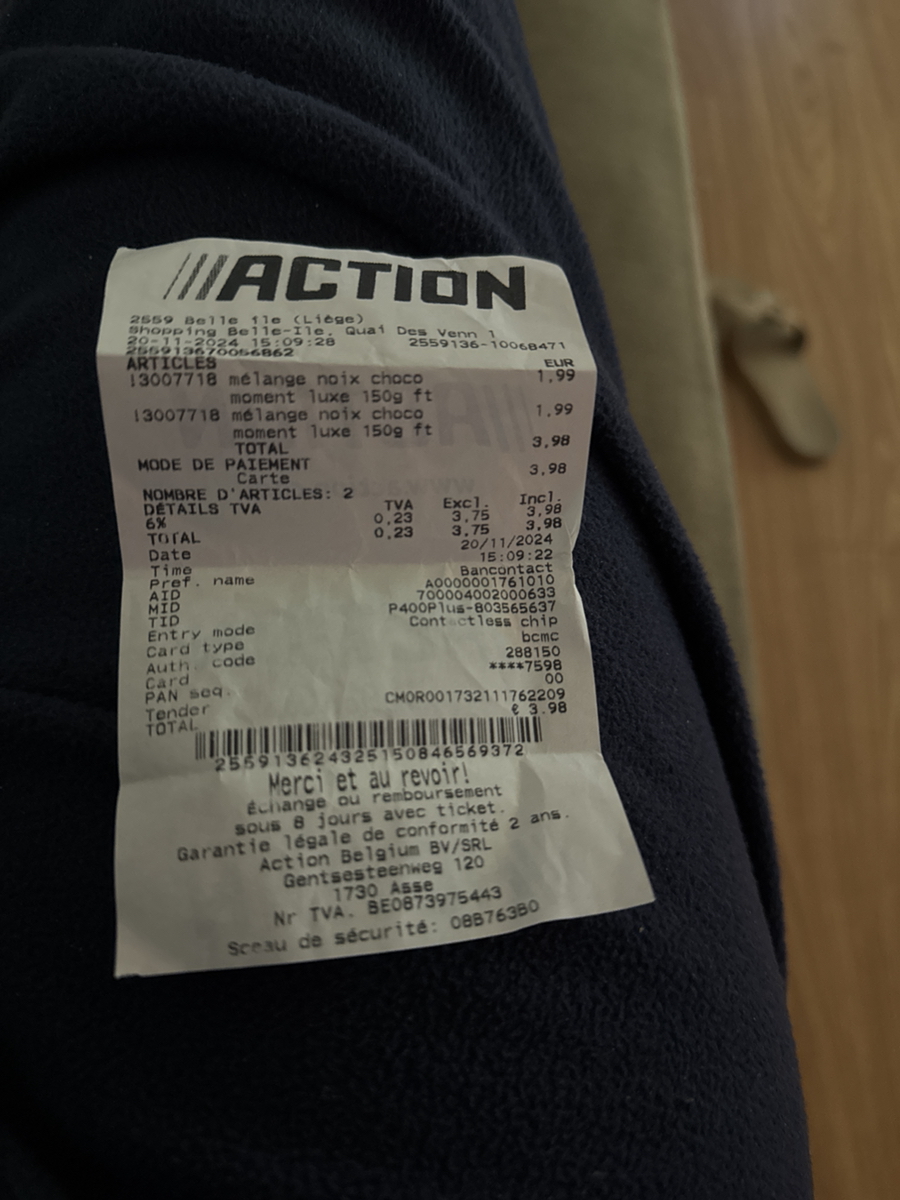 ///ACTION
2559 Belle île (Liège)
Shopping Belle-Ile, Quai Des Venn 1
20-11-2024 15:09:28 2559136-10068471
255913670056862
ARTICLES EUR
13007718 mélange noix choco 1,99
moment luxe 150g ft
13007718 mélange noix choco 1,99
moment luxe 150g ft
TOTAL 3,98
MODE DE PAIEMENT
Carte 3,98
NOMBRE D'ARTICLES: 2
DÉTAILS TVA TVA Excl. Incl.
6% 0,23 3,75 3,98
TOTAL 0,23 3,75 3,98
Date 20/11/2024
Time 15:09:22
Pref. name Bancontact
AID A0000001761010
MID 700004002000633
TID P400Plus-803565637
Entry mode Contactless chip
Card type bcmc
Auth. code 288150
Card ****7598
PAN seq. 00
Tender CM0R001732111762209
TOTAL € 3.98
255913624325150846569372
Merci et au revoir!
Échange ou remboursement
sous 8 jours avec ticket.
Garantie légale de conformité 2 ans.
Action Belgium BV/SRL
Gentsesteenweg 120
1730 Asse
Nr TVA. BE0873975443
Sceau de sécurité: 08B763B0